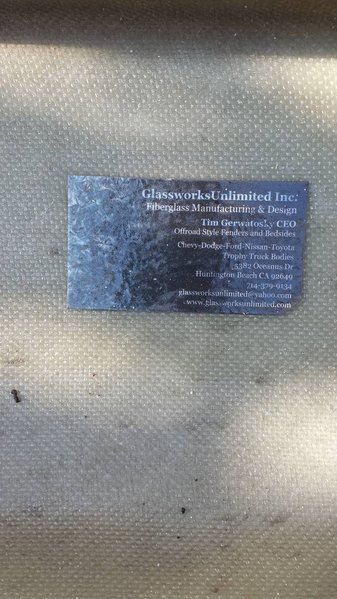 GlassworksUnlimited Inc.
Fiberglass Manufacturing & Design
Tim Gerwatosky CEO
Offroad Style Fenders and Bedsides
Chevy-Dodge-Ford-Nissan-Toyota
Trophy Truck Bodies
5382 Oceanus Dr
Huntington Beach CA 92649
714-379-9134
glassworksunlimited@yahoo.com
www.glassworksunlimited.com